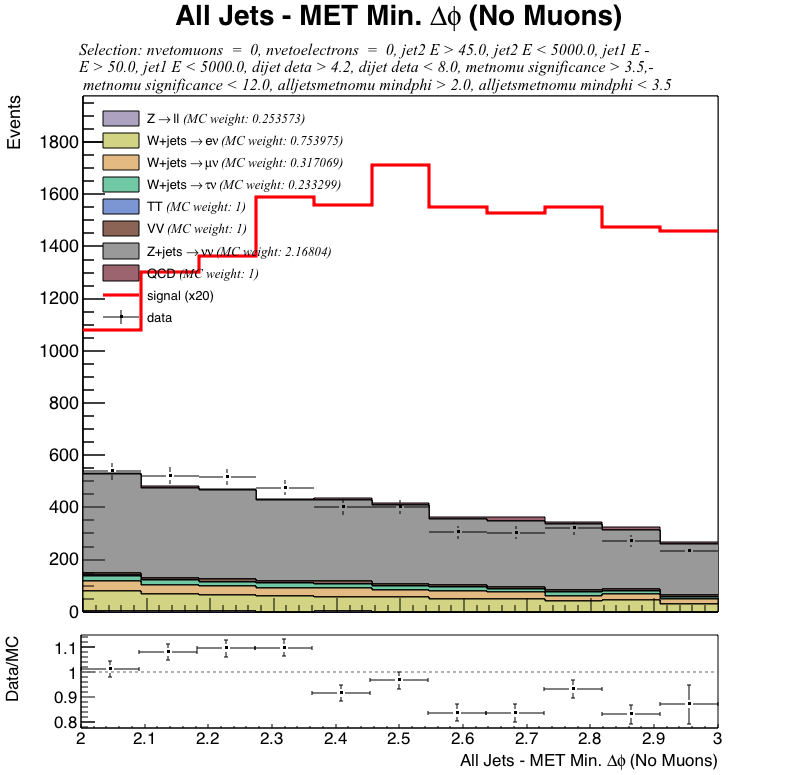 All Jets - MET Min. Δϕ (No Muons)
Selection: nvetomuons = 0, nvetoelectrons = 0, jet2 E > 45.0, jet2 E < 5000.0, jet1 E -
E > 50.0, jet1 E < 5000.0, dijet deta > 4.2, dijet deta < 8.0, metnomu significance > 3.5,-
metnomu significance < 12.0, alljetsmetnomu mindphi > 2.0, alljetsmetnomu mindphi < 3.5
Events
Z→ll (MC weight: 0.253573)
1800
W+jets→eν (MC weight: 0.753975)
W+jets→μν (MC weight: 0.317069)
W+jets→τν (MC weight: 0.233299)
1600
TT (MC weight: 1)
VV (MC weight: 1)
1400
Z+jets→νν (MC weight: 2.16804)
QCD (MC weight: 1)
1200
signal (x20)
data
1000
800
600
400
200
0
Data/MC
1.1
1
0.9
0.8
2 2.1 2.2 2.3 2.4 2.5 2.6 2.7 2.8 2.9 3
All Jets - MET Min. Δϕ (No Muons)